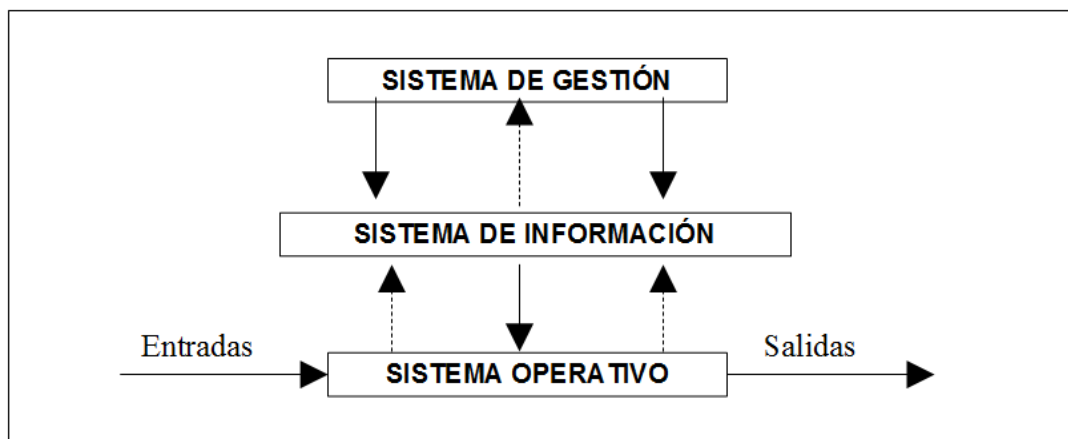 SISTEMA DE GESTIÓN
SISTEMA DE INFORMACIÓN
Entradas
SISTEMA OPERATIVO
Salidas